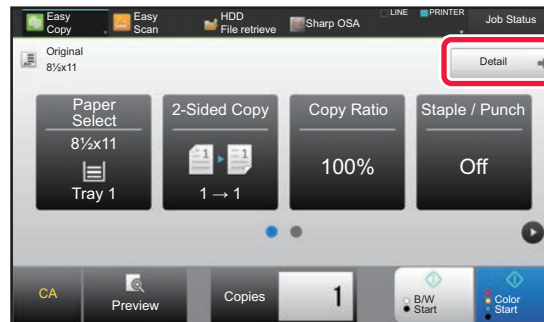 Easy
Copy
Easy
Scan
HDD
File retrieve
Sharp OSA
LINE
PRINTER
Job Status
Original
8½x11
Detail
Paper
Select
8½x11
Tray 1
2-Sided Copy
1
1
1 → 1
Copy Ratio
100%
Staple / Punch
Off
CA
Preview
Copies
1
B/W
Start
Color
Start